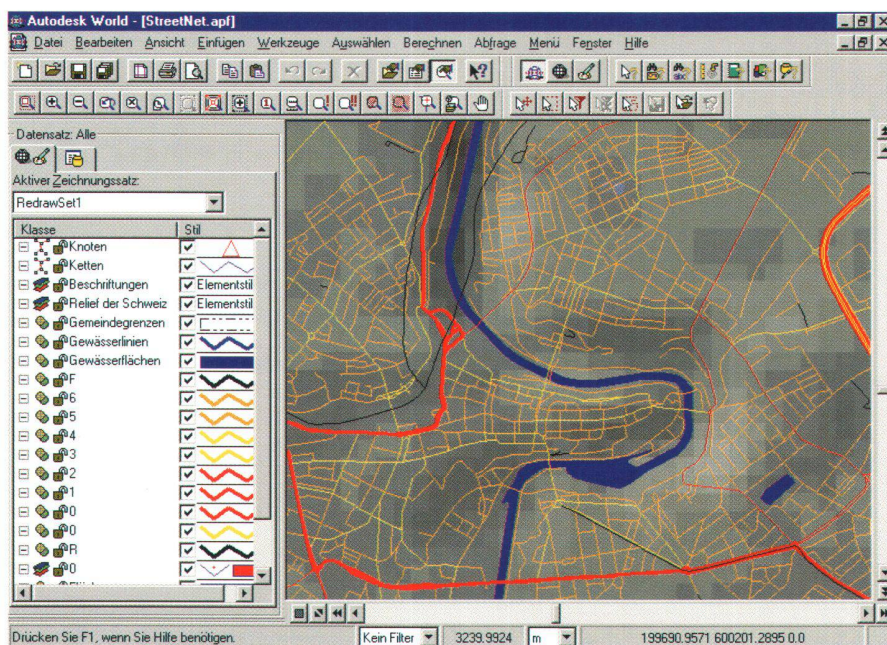 Autodesk World - [StreetNet.apf]
Datei Bearbeiten Ansicht Einfügen Werkzeuge Auswählen Berechnen Abfrage Menü Fenster Hilfe
Datensatz: Alle
Aktiver Zeichnungssatz:
RedrawSet1
Klasse Stil
Knoten
Ketten
Beschriftungen Elementstil
Relief der Schweiz Elementstil
Gemeindegrenzen
Gewässerlinien
Gewässerflächen
F
6
5
4
3
2
1
0
0
R
0
Drücken Sie F1, wenn Sie Hilfe benötigen. Kein Filter 3239.9924 m 199690.9571 600201.2895 0.0